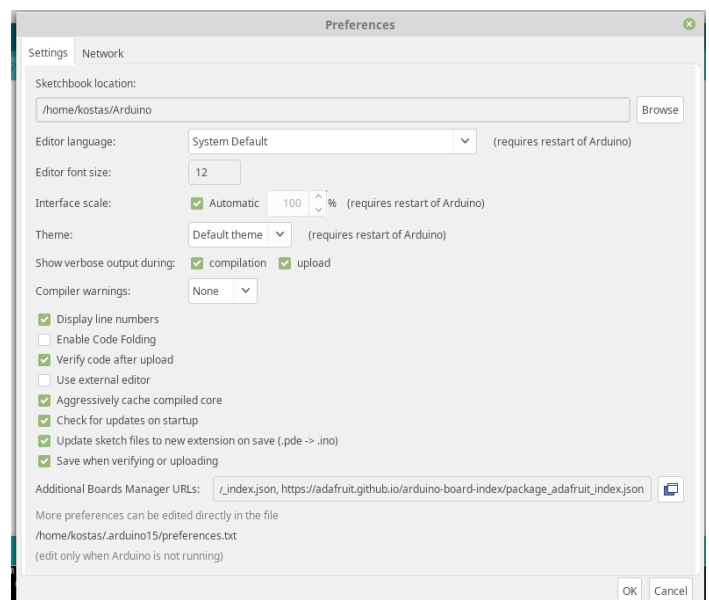 Preferences
Settings Network
Sketchbook location:
/home/kostas/Arduino Browse
Editor language: System Default (requires restart of Arduino)
Editor font size: 12
Interface scale: Automatic 100 % (requires restart of Arduino)
Theme: Default theme (requires restart of Arduino)
Show verbose output during: compilation upload
Compiler warnings: None
Display line numbers
Enable Code Folding
Verify code after upload
Use external editor
Aggressively cache compiled core
Check for updates on startup
Update sketch files to new extension on save (.pde -> .ino)
Save when verifying or uploading
Additional Boards Manager URLs: /_index.json, https://adafruit.github.io/arduino-board-index/package_adafruit_index.json
More preferences can be edited directly in the file
/home/kostas/.arduino15/preferences.txt
(edit only when Arduino is not running)
OK Cancel